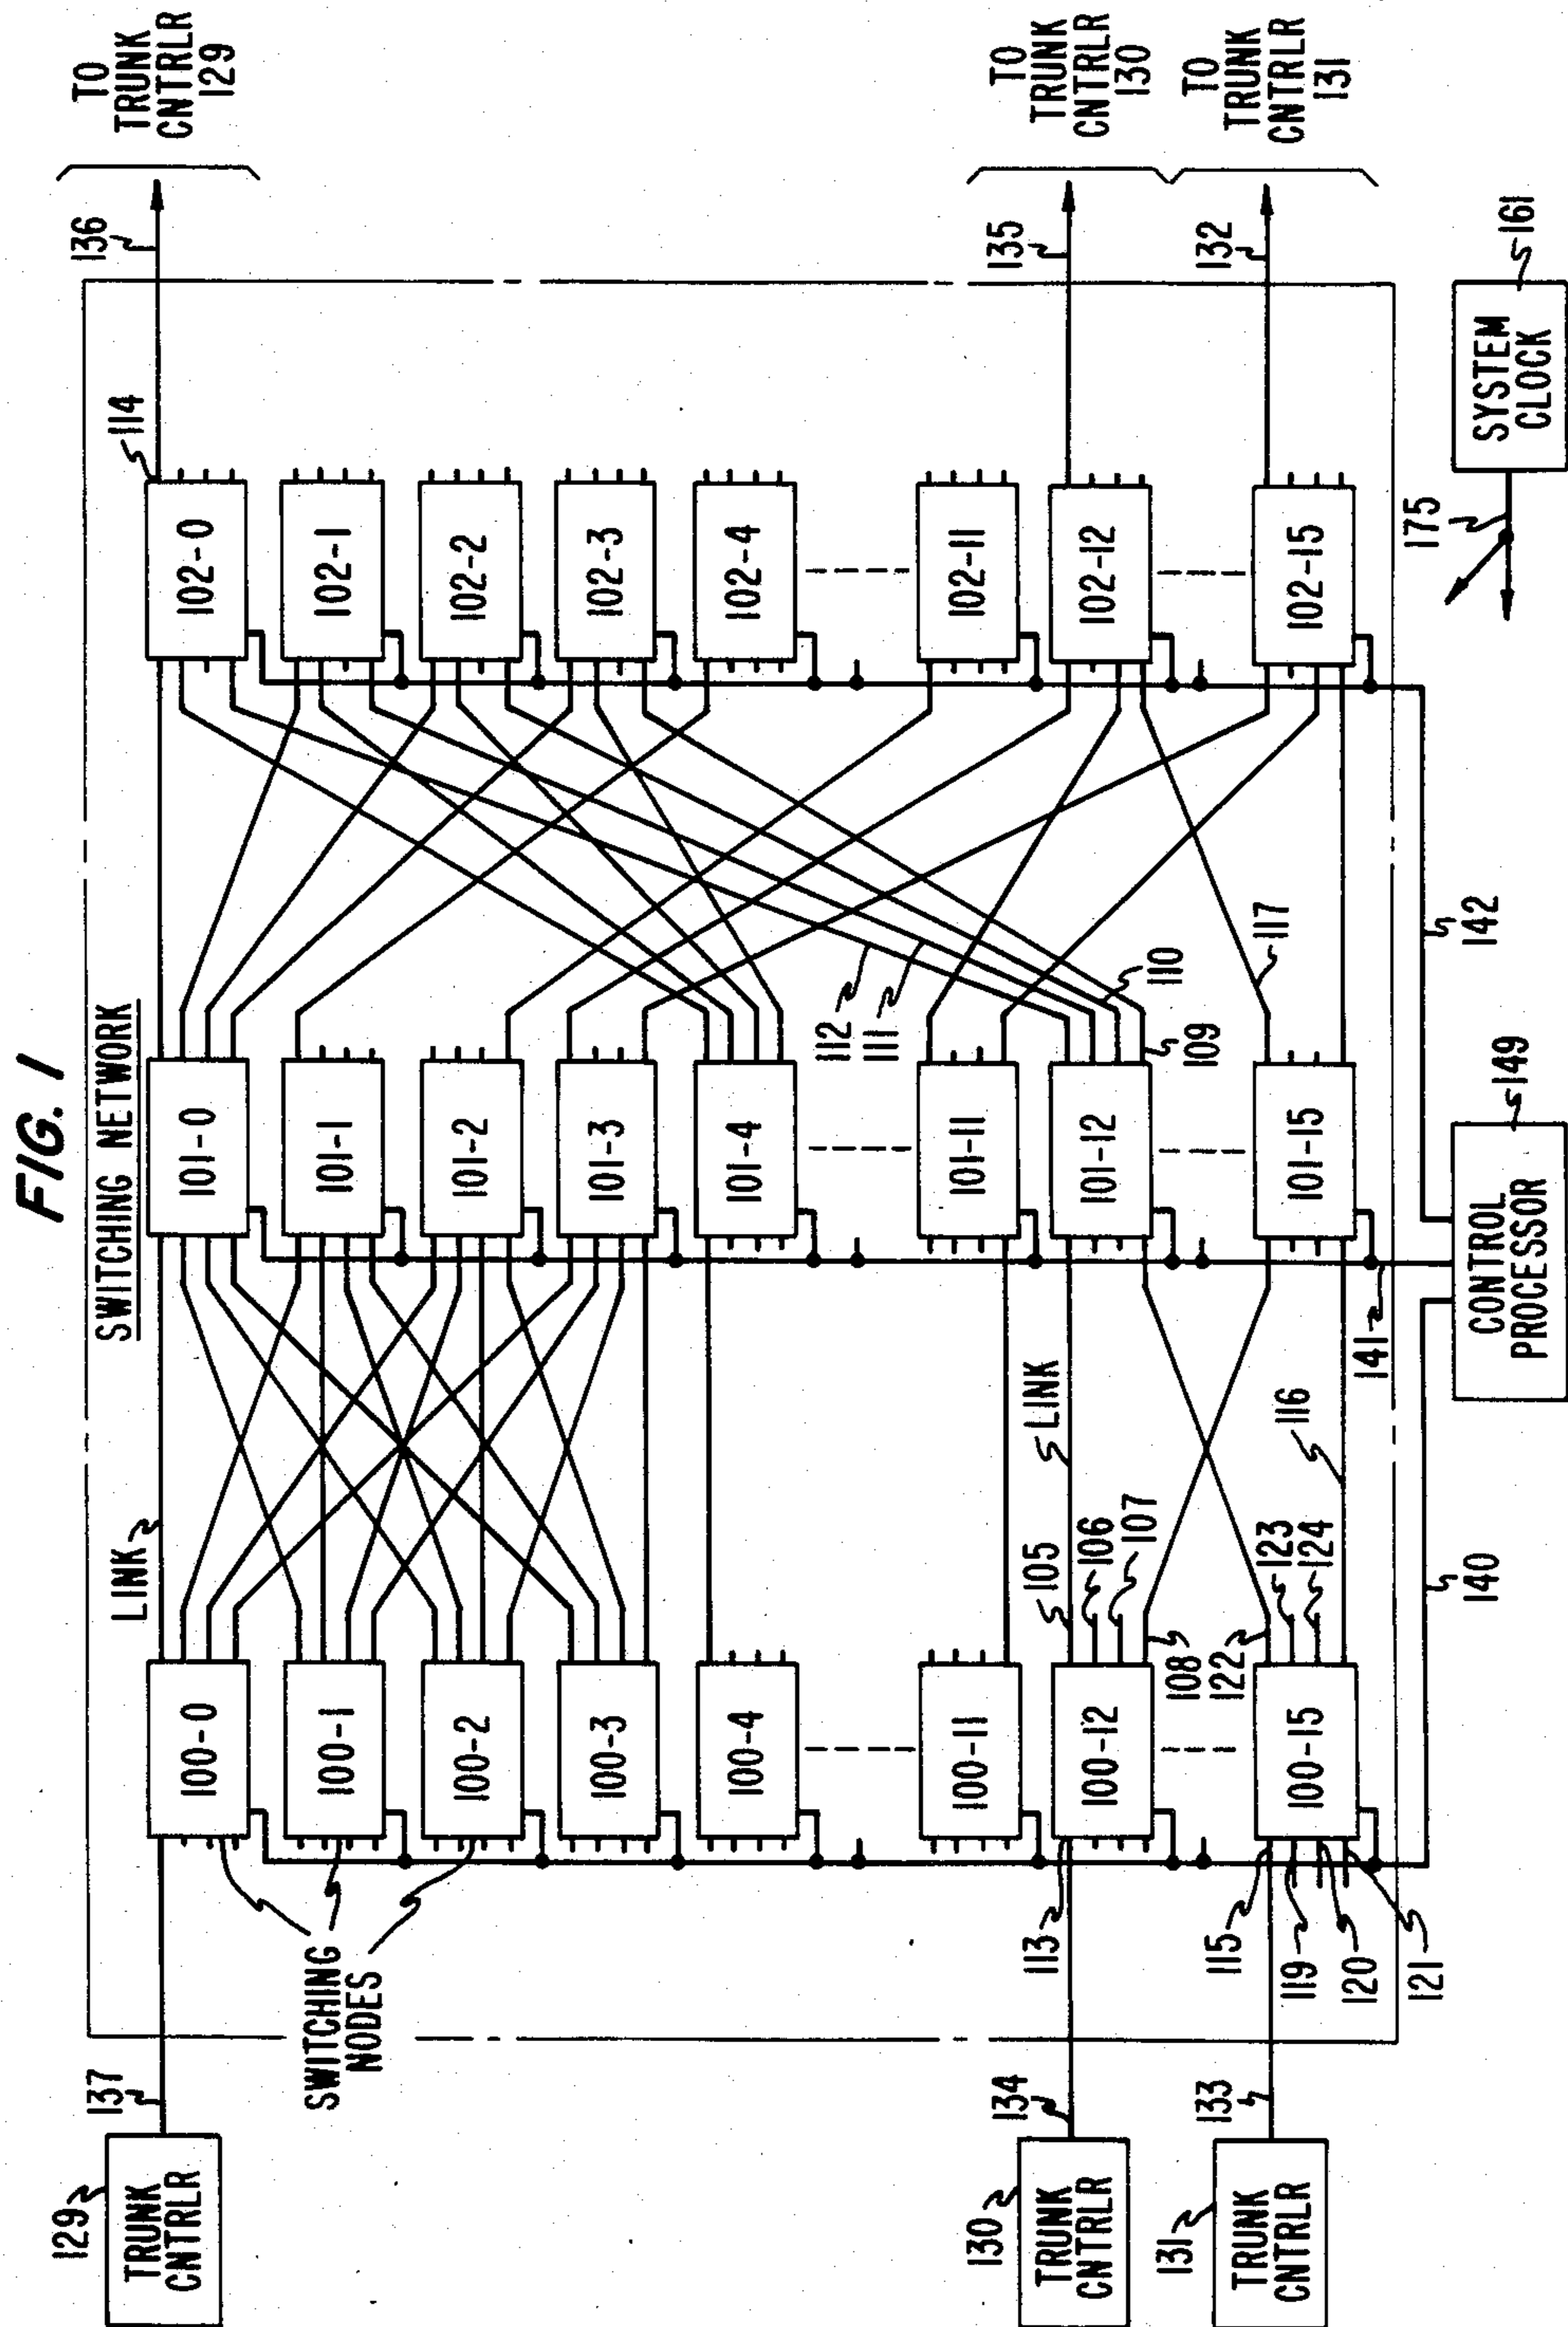 FIG. 1
SWITCHING NETWORK
129
TRUNK
CNTRLR
137
LINK
114
136
TO
TRUNK
CNTRLR
129
100-0
101-0
102-0
100-1
101-1
102-1
100-2
101-2
102-2
100-3
101-3
102-3
100-4
101-4
102-4
SWITCHING
NODES
112
111
110
109
100-11
101-11
102-11
130
TRUNK
CNTRLR
134
113
105
LINK
106
107
108
100-12
101-12
102-12
135
TO
TRUNK
CNTRLR
130
131
TRUNK
CNTRLR
133
115
119
120
121
122
123
124
116
117
100-15
101-15
102-15
132
TO
TRUNK
CNTRLR
131
140
141
142
CONTROL
PROCESSOR
149
175
SYSTEM
CLOCK
161